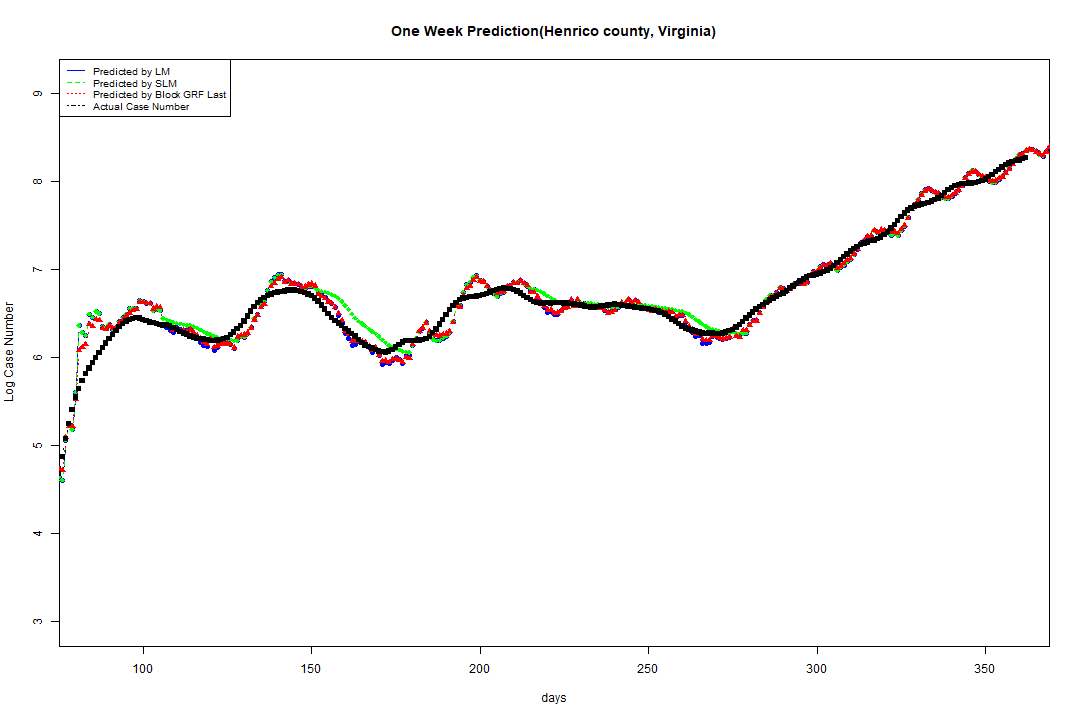 One Week Prediction(Henrico county, Virginia)
Predicted by LM
Predicted by SLM
Predicted by Block GRF Last
Actual Case Number
9
8
7
6
5
4
3
Log Case Number
100 150 200 250 300 350
days